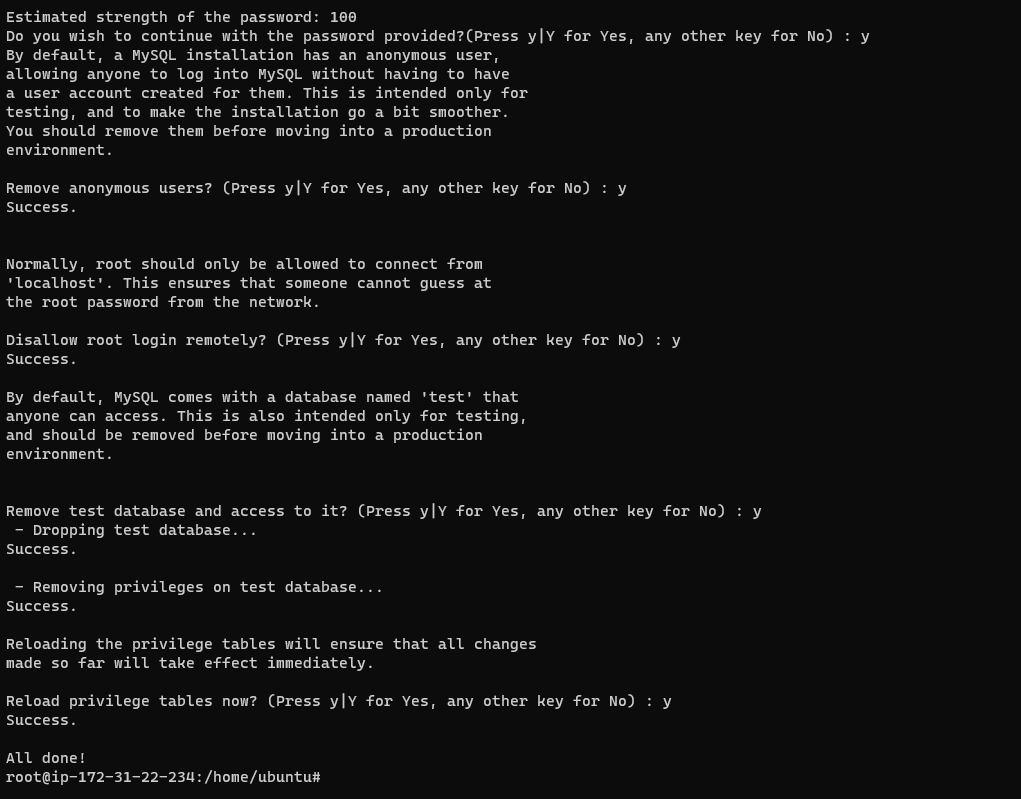 Estimated strength of the password: 100
Do you wish to continue with the password provided?(Press y|Y for Yes, any other key for No) : y
By default, a MySQL installation has an anonymous user,
allowing anyone to log into MySQL without having to have
a user account created for them. This is intended only for
testing, and to make the installation go a bit smoother.
You should remove them before moving into a production
environment.
Remove anonymous users? (Press y|Y for Yes, any other key for No) : y
Success.
Normally, root should only be allowed to connect from
'localhost'. This ensures that someone cannot guess at
the root password from the network.
Disallow root login remotely? (Press y|Y for Yes, any other key for No) : y
Success.
By default, MySQL comes with a database named 'test' that
anyone can access. This is also intended only for testing,
and should be removed before moving into a production
environment.
Remove test database and access to it? (Press y|Y for Yes, any other key for No) : y
 - Dropping test database...
Success.
 - Removing privileges on test database...
Success.
Reloading the privilege tables will ensure that all changes
made so far will take effect immediately.
Reload privilege tables now? (Press y|Y for Yes, any other key for No) : y
Success.
All done!
root@ip-172-31-22-234:/home/ubuntu#